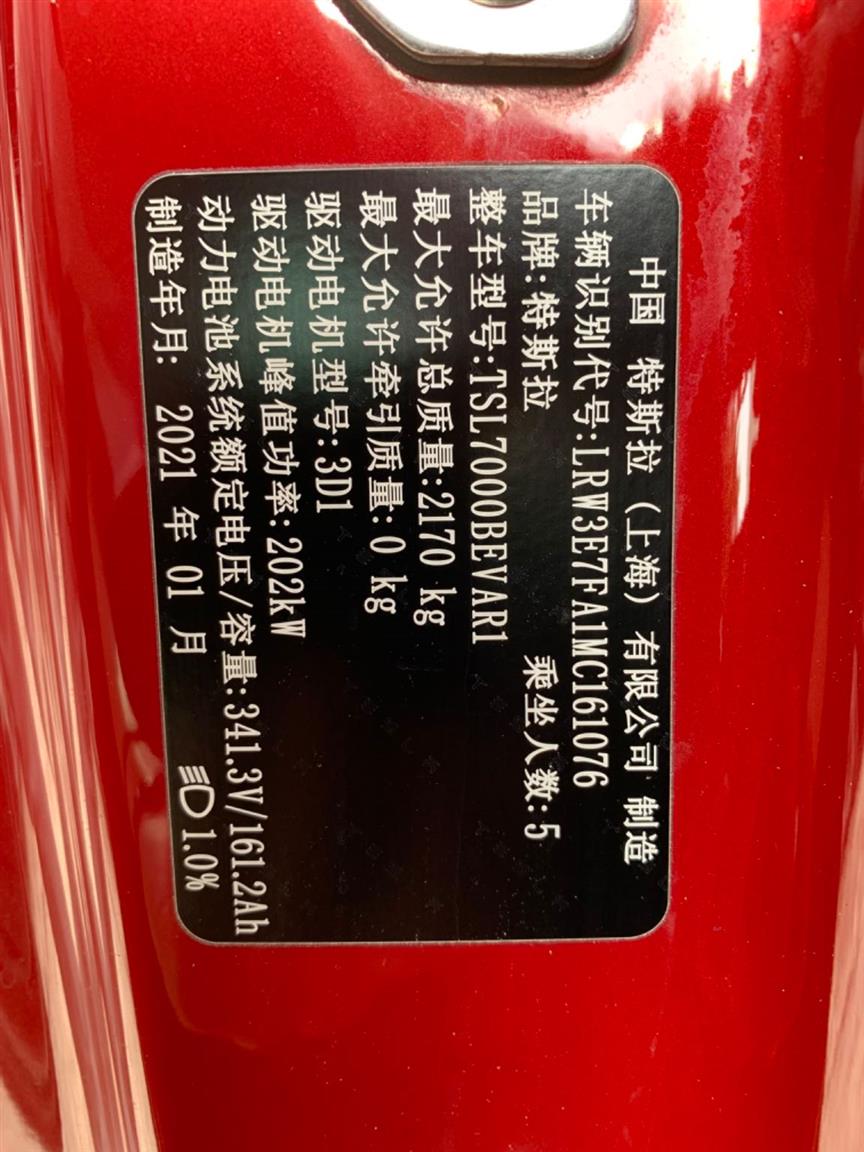 中国 特斯拉（上海）有限公司 制造
车辆识别代号:LRW3E7FA1MC161076
品牌:特斯拉 乘坐人数:5
整车型号:TSL7000BEVAR1
最大允许总质量:2170 kg
最大允许牵引质量:0 kg
驱动电机型号:3D1
驱动电机峰值功率:202kW
动力电池系统额定电压/容量:341.3V/161.2Ah
制造年月: 2021 年 01 月 1.0%